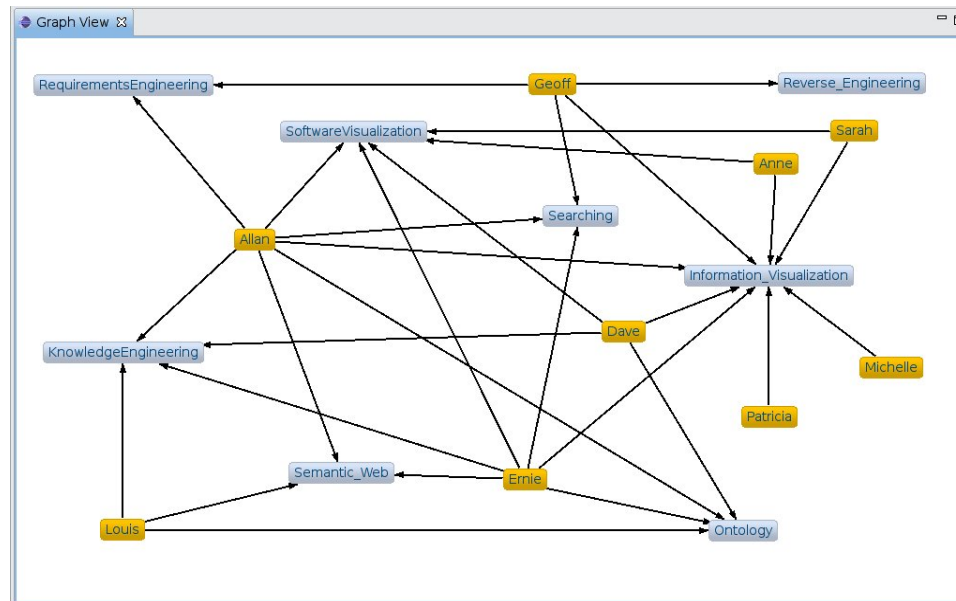 Graph View
RequirementsEngineering
Geoff
Reverse_Engineering
SoftwareVisualization
Sarah
Anne
Searching
Allan
Information_Visualization
Dave
KnowledgeEngineering
Michelle
Patricia
Semantic_Web
Ernie
Louis
Ontology